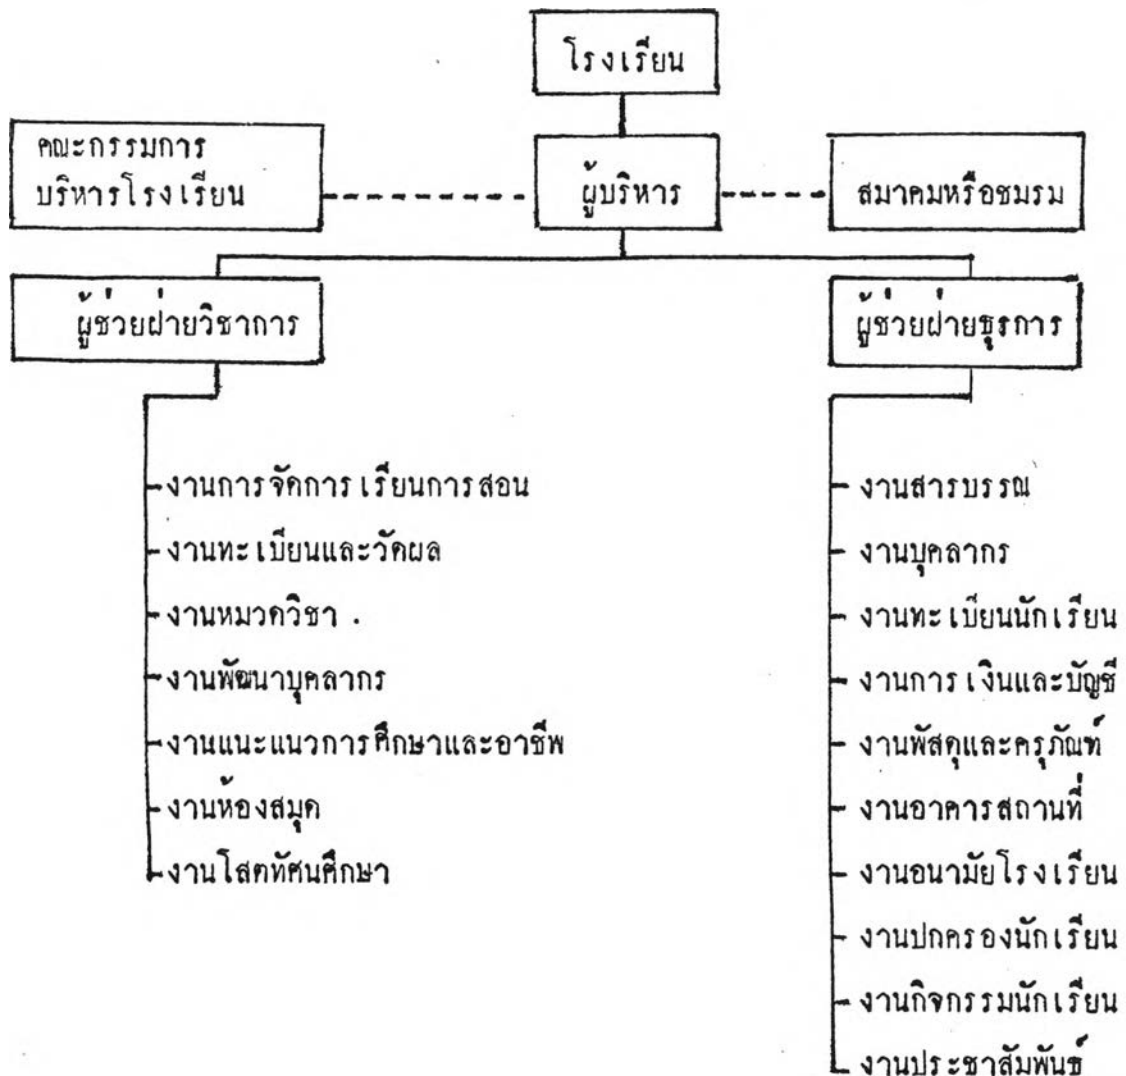 โรงเรียน
คณะกรรมการ
บริหารโรงเรียน
ผู้บริหาร
สมาคมหรือชมรม
ผู้ช่วยฝ่ายวิชาการ
ผู้ช่วยฝ่ายธุรการ
งานการจัดการเรียนการสอน
งานทะเบียนและวัดผล
งานหมวดวิชา
งานพัฒนาบุคลากร
งานแนะแนวการศึกษาและอาชีพ
งานห้องสมุด
งานโสตทัศนศึกษา
งานสารบรรณ
งานบุคลากร
งานทะเบียนนักเรียน
งานการเงินและบัญชี
งานพัสดุและครุภัณฑ์
งานอาคารสถานที่
งานอนามัยโรงเรียน
งานปกครองนักเรียน
งานกิจกรรมนักเรียน
งานประชาสัมพันธ์